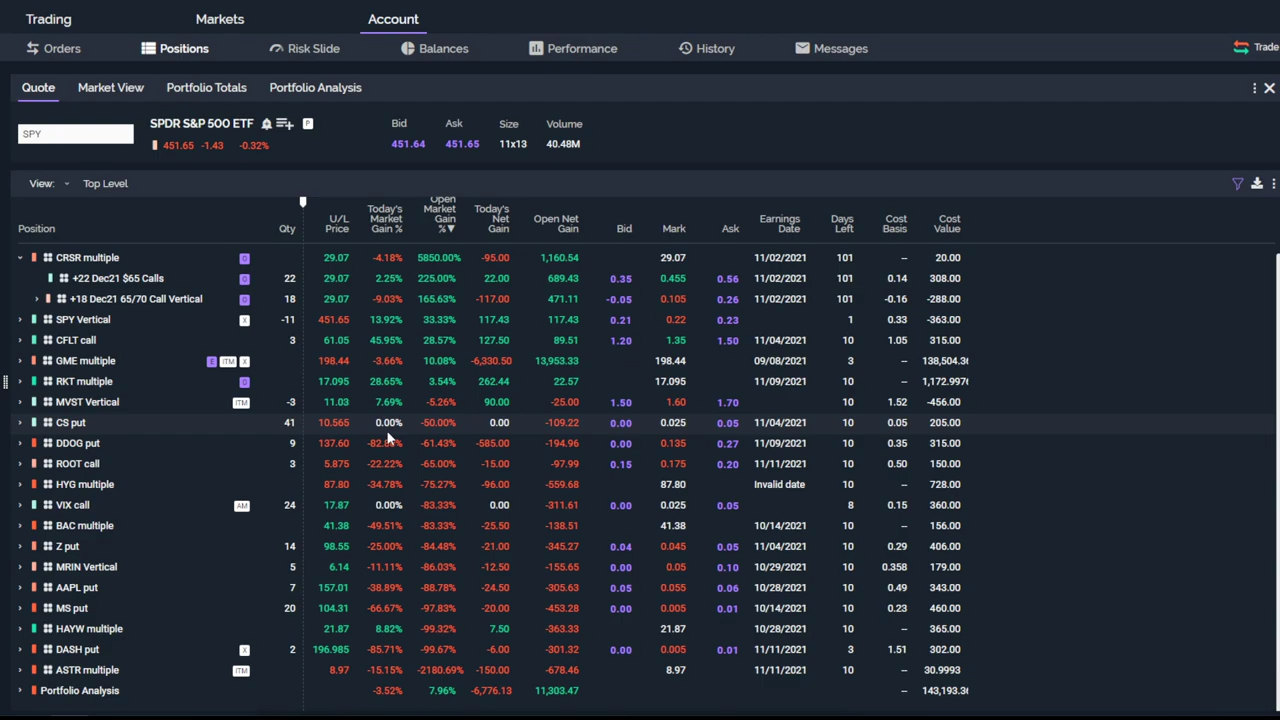 Trading Markets Account
Orders Positions Risk Slide Balances Performance History Messages Trade
Quote Market View Portfolio Totals Portfolio Analysis
SPY SPDR S&P 500 ETF P Bid Ask Size Volume
451.65 -1.43 -0.32% 451.64 451.65 11x13 40.48M
View: Top Level
Position Qty U/L Price Today's Market Gain % Open Market Gain %▼ Today's Net Gain Open Net Gain Bid Mark Ask Earnings Date Days Left Cost Basis Cost Value
CRSR multiple O 29.07 -4.18% 5850.00% -95.00 1,160.54 29.07 11/02/2021 101 -- 20.00
+22 Dec21 $65 Calls O 22 29.07 2.25% 225.00% 22.00 689.43 0.35 0.455 0.56 11/02/2021 101 0.14 308.00
+18 Dec21 65/70 Call Vertical O 18 29.07 -9.03% 165.63% -117.00 471.11 -0.05 0.105 0.26 11/02/2021 101 -0.16 -288.00
SPY Vertical X -11 451.65 13.92% 33.33% 117.43 117.43 0.21 0.22 0.23 1 0.33 -363.00
CFLT call 3 61.05 45.95% 28.57% 127.50 89.51 1.20 1.35 1.50 11/04/2021 10 1.05 315.00
GME multiple E ITM X 198.44 -3.66% 10.08% -6,330.50 13,953.33 198.44 09/08/2021 3 -- 138,504.36
RKT multiple O 17.095 28.65% 3.54% 262.44 22.57 17.095 11/09/2021 10 -- 1,172.9976
MVST Vertical ITM -3 11.03 7.69% -5.26% 90.00 -25.00 1.50 1.60 1.70 10 1.52 -456.00
CS put 41 10.565 0.00% -50.00% 0.00 -109.22 0.00 0.025 0.05 11/04/2021 10 0.05 205.00
DDOG put 9 137.60 -61.43% -585.00 -194.96 0.00 0.135 0.27 11/09/2021 10 0.35 315.00
ROOT call 3 5.875 -22.22% -65.00% -15.00 -97.99 0.15 0.175 0.20 11/11/2021 10 0.50 150.00
HYG multiple 87.80 -34.78% -75.27% -96.00 -559.68 87.80 Invalid date 10 -- 728.00
VIX call AM 24 17.87 0.00% -83.33% 0.00 -311.61 0.00 0.025 0.05 8 0.15 360.00
BAC multiple 41.38 -49.51% -83.33% -25.50 -138.51 41.38 10/14/2021 10 -- 156.00
Z put 14 98.55 -25.00% -84.48% -21.00 -345.27 0.04 0.045 0.05 11/04/2021 10 0.29 406.00
MRIN Vertical 5 6.14 -11.11% -86.03% -12.50 -155.65 0.00 0.05 0.10 10/29/2021 10 0.358 179.00
AAPL put 7 157.01 -38.89% -88.78% -24.50 -305.63 0.05 0.055 0.06 10/28/2021 10 0.49 343.00
MS put 20 104.31 -66.67% -97.83% -20.00 -453.28 0.00 0.005 0.01 10/14/2021 10 0.23 460.00
HAYW multiple 21.87 8.82% -99.32% 7.50 -363.33 21.87 10/28/2021 10 -- 365.00
DASH put X 2 196.985 -85.71% -99.67% -6.00 -301.32 0.00 0.005 0.01 11/11/2021 3 1.51 302.00
ASTR multiple ITM 8.97 -15.15% -2180.69% -150.00 -678.46 8.97 11/11/2021 10 -- 30.9993
Portfolio Analysis -3.52% 7.96% -6,776.13 11,303.47 -- 143,193.36